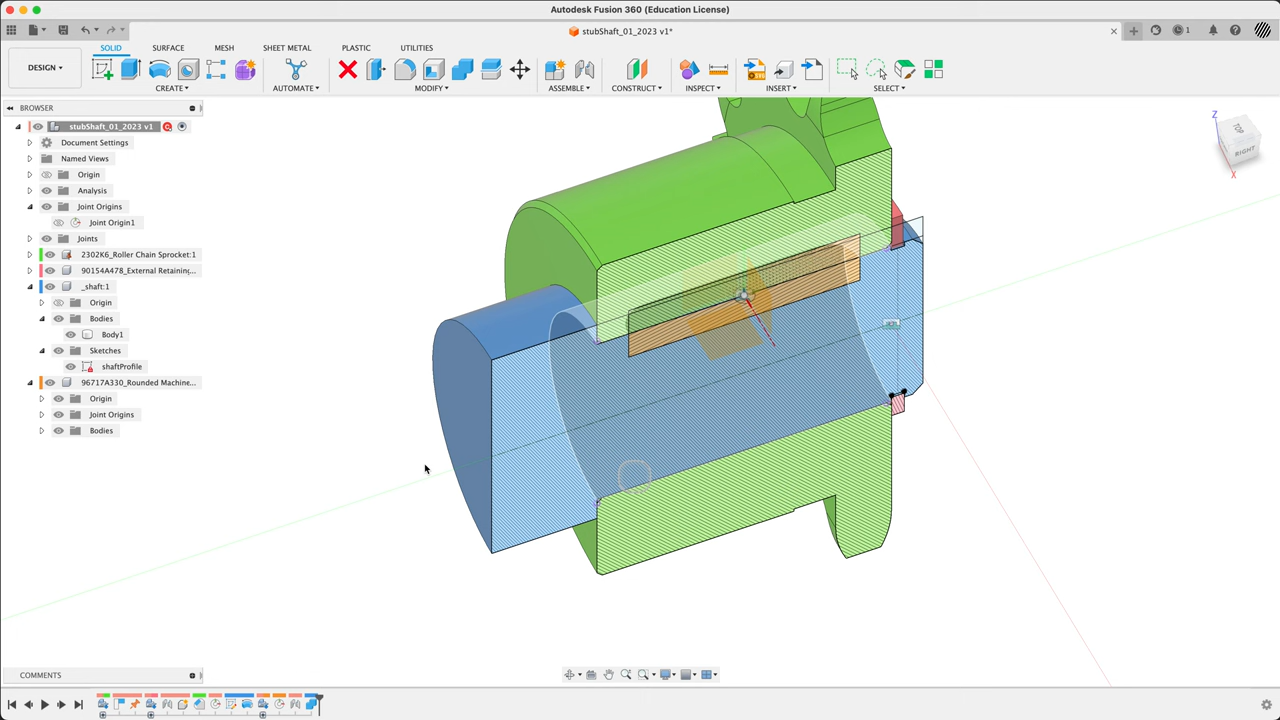 Autodesk Fusion 360 (Education License)
stubShaft_01_2023 v1*
1
SOLID SURFACE MESH SHEET METAL PLASTIC UTILITIES
DESIGN
CREATE AUTOMATE MODIFY ASSEMBLE CONSTRUCT INSPECT INSERT SELECT
BROWSER
stubShaft_01_2023 v1
Document Settings
Named Views
Origin
Analysis
Joint Origins
Joint Origin1
Joints
2302K6_Roller Chain Sprocket:1
90154A478_External Retaining...
_shaft:1
Origin
Bodies
Body1
Sketches
shaftProfile
96717A330_Rounded Machine...
Origin
Joint Origins
Bodies
Z
TOP
RIGHT
X
COMMENTS